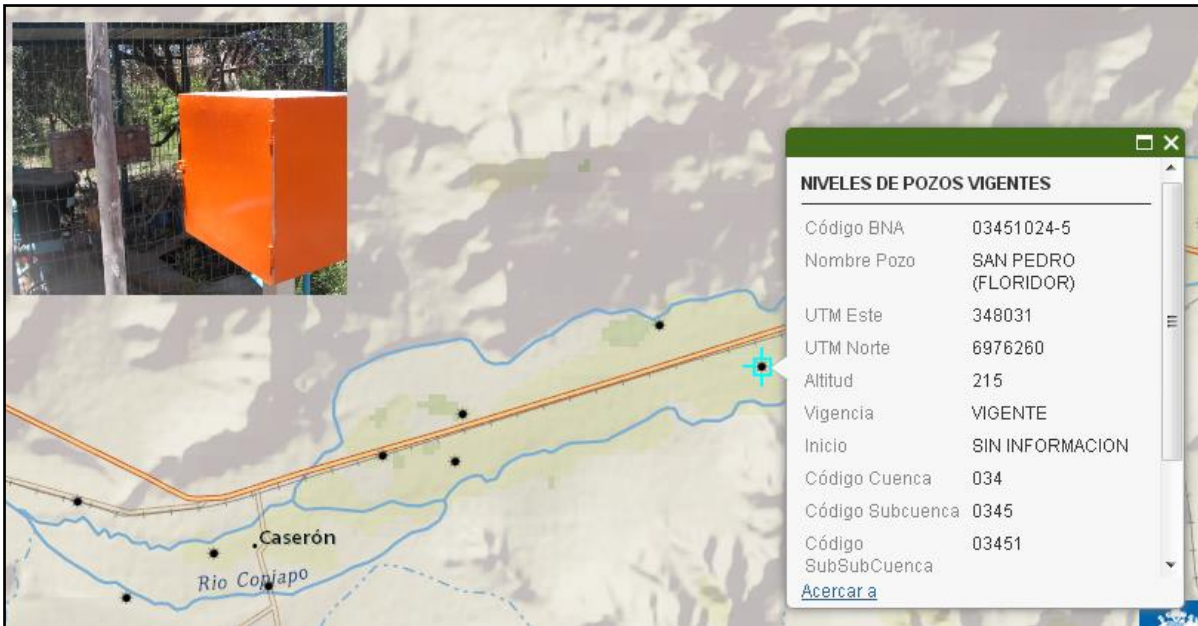 NIVELES DE POZOS VIGENTES
Código BNA 03451024-5
Nombre Pozo SAN PEDRO
(FLORIDOR)
UTM Este 348031
UTM Norte 6976260
Altitud 215
Vigencia VIGENTE
Inicio SIN INFORMACION
Código Cuenca 034
Código Subcuenca 0345
Código 03451
SubSubCuenca
Acercar a
Caserón
Rio Copiapo